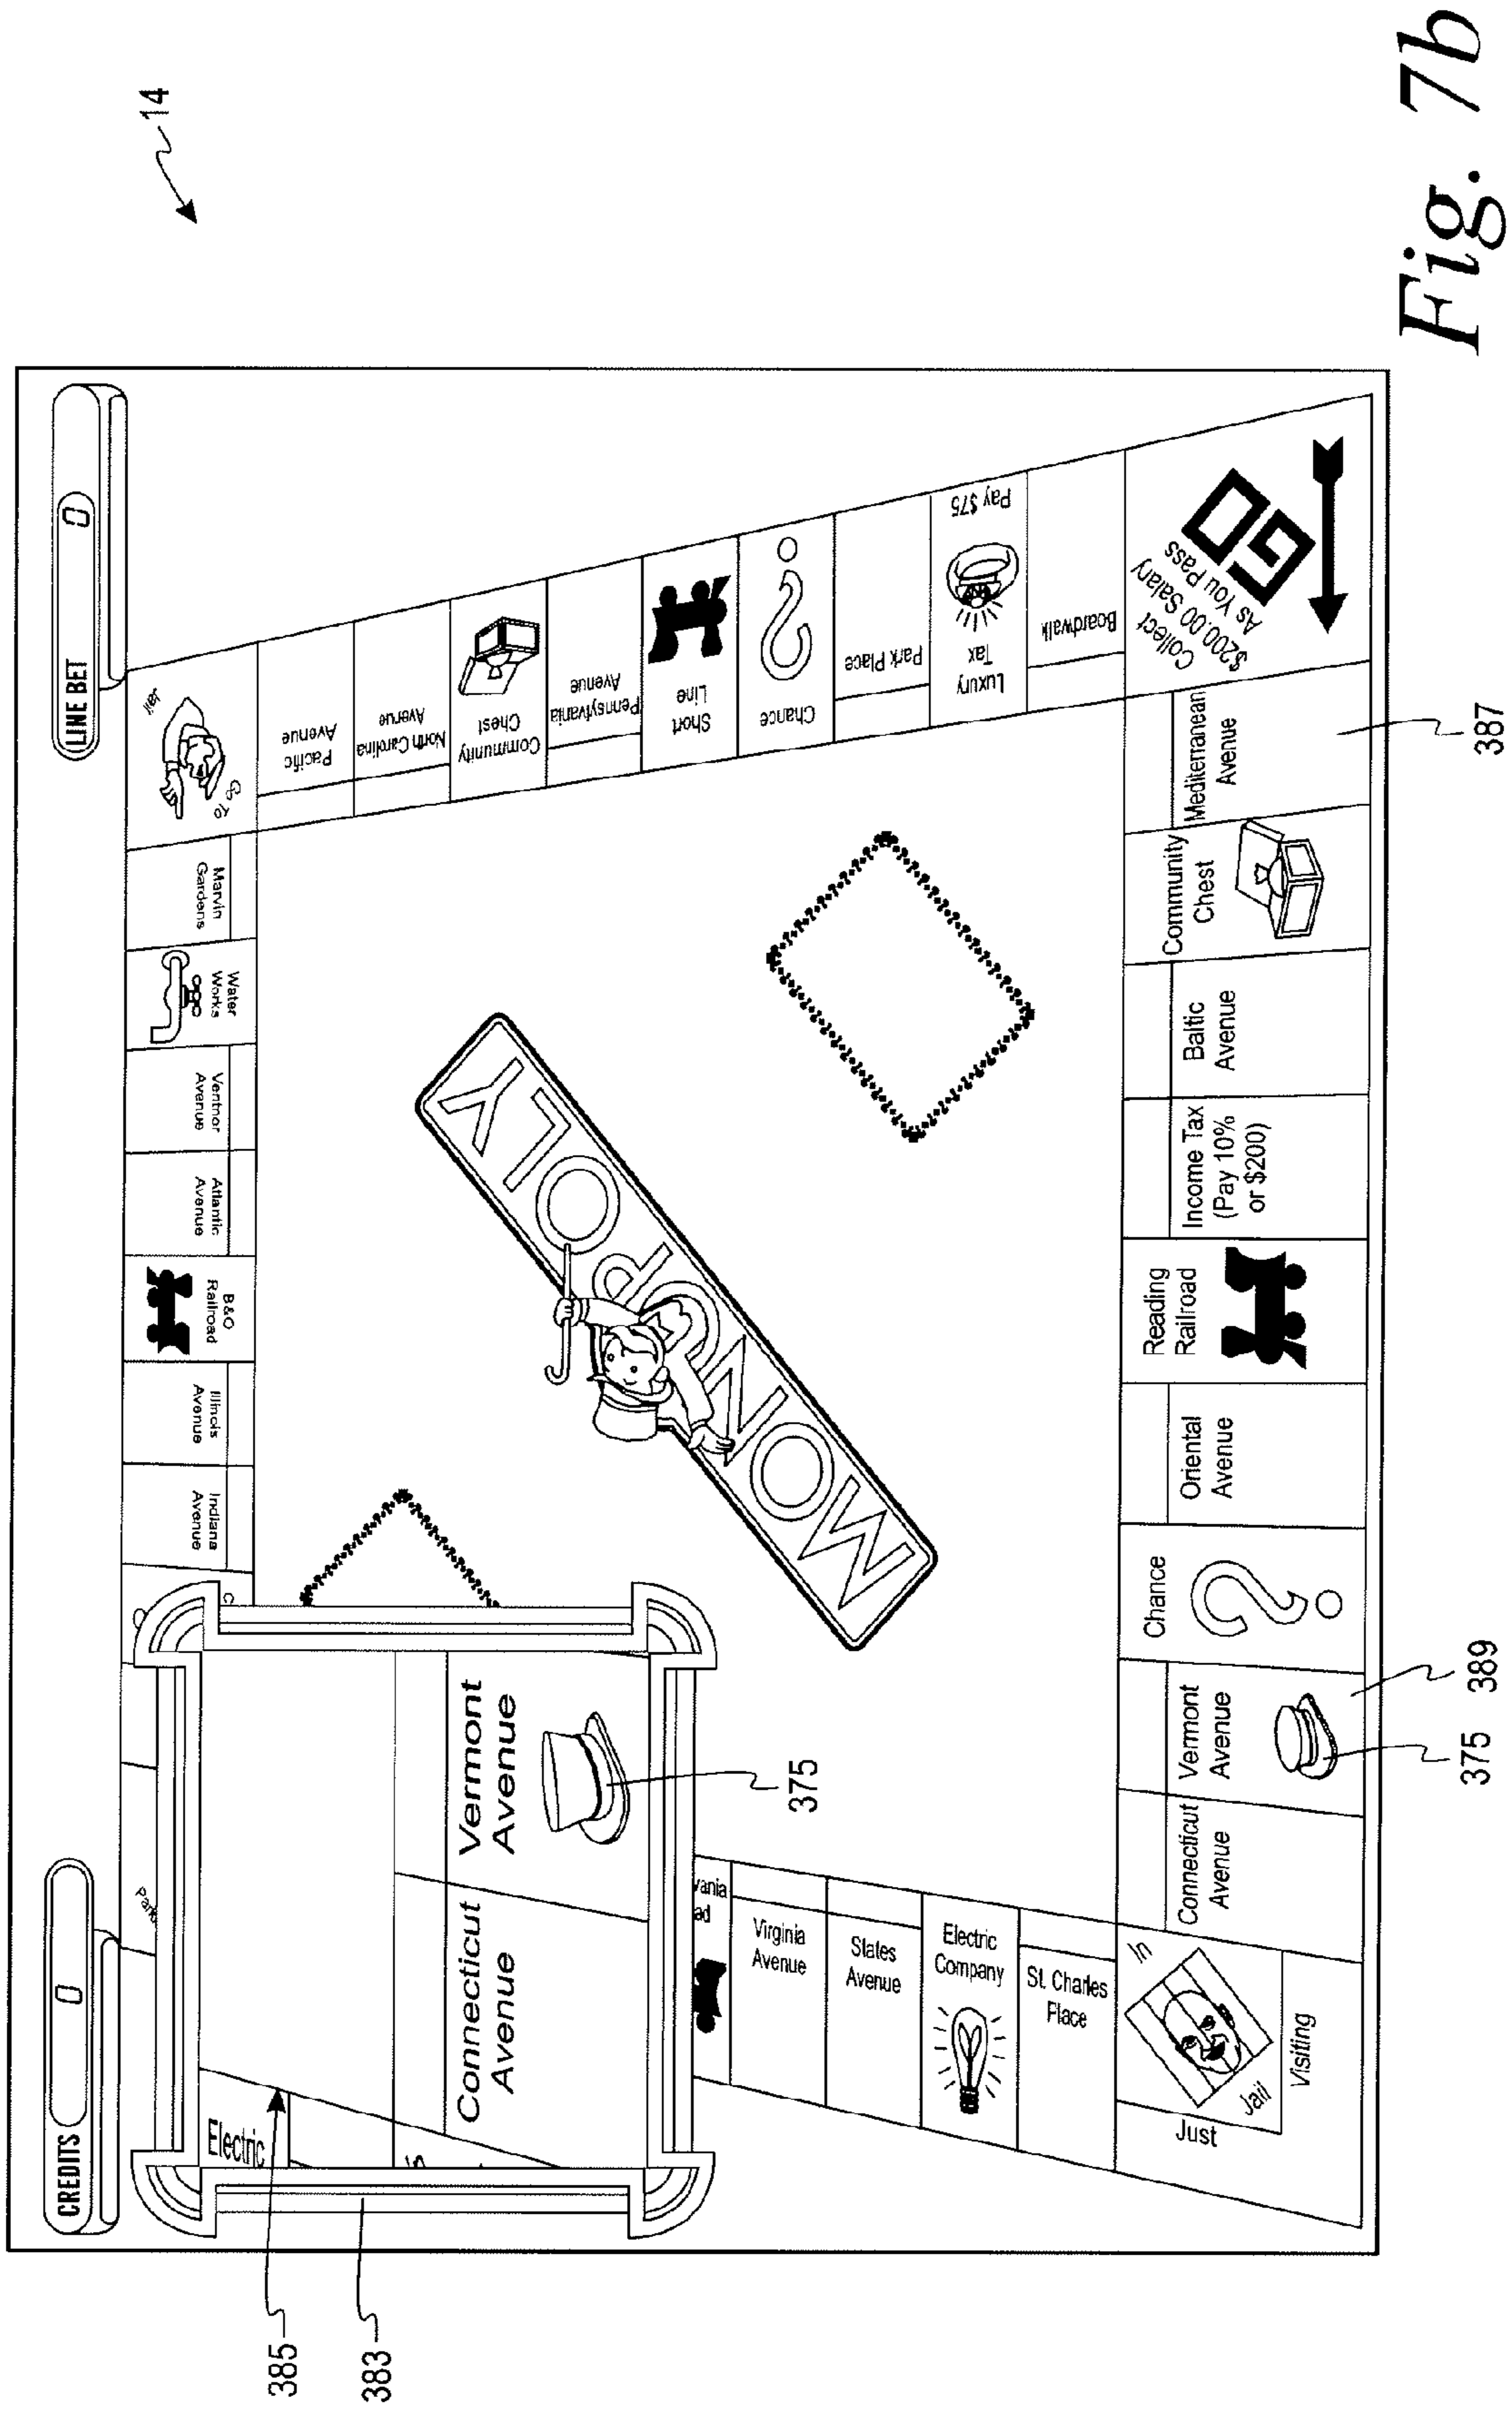 14
CREDITS 0
LINE BET 0
385
383
Electric
In
Connecticut
Avenue
Vermont
Avenue
375
Park
Indiana
Avenue
Illinois
Avenue
B&O
Railroad
Atlantic
Avenue
Ventnor
Avenue
Water
Works
Marvin
Gardens
Go To
Jail
Pacific
Avenue
North Carolina
Avenue
Community
Chest
Pennsylvania
Avenue
Short
Line
Chance
?
Park Place
Luxury
Tax
Pay $75
Boardwalk
MONOPOLY
vania
ad
Virginia
Avenue
States
Avenue
Electric
Company
St. Charles
Place
In
Jail
Just
Visiting
Connecticut
Avenue
Vermont
Avenue
Chance
?
Oriental
Avenue
Reading
Railroad
Income Tax
(Pay 10%
or $200)
Baltic
Avenue
Community
Chest
Mediterranean
Avenue
Collect
$200.00 Salary
As You Pass
GO
375
389
387
Fig. 7b